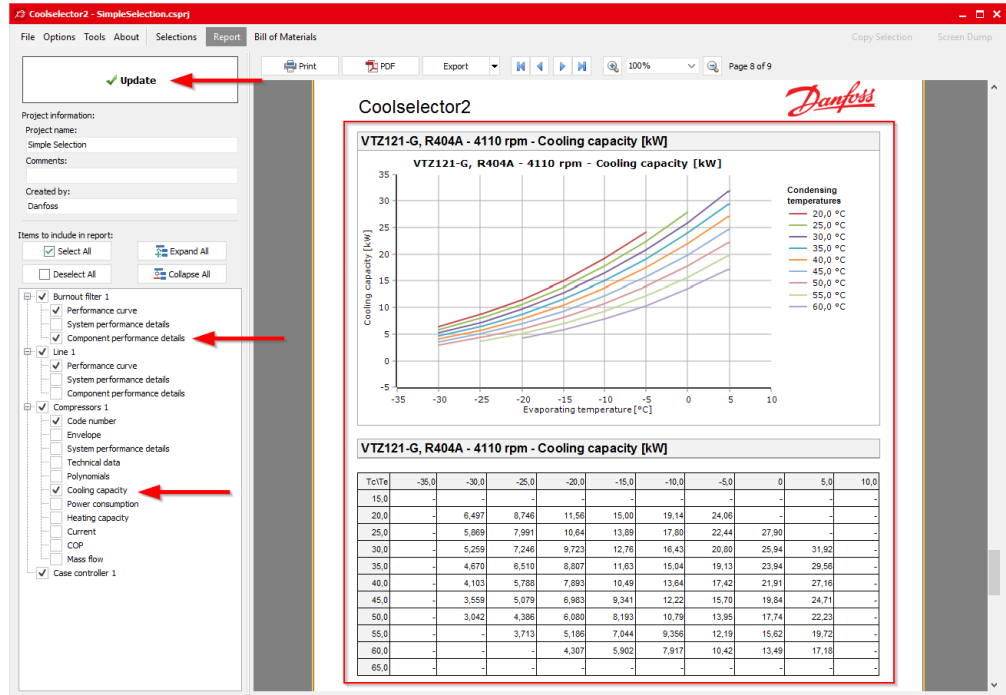 Coolselector2 - SimpleSelection.csprj
File Options Tools About Selections Report Bill of Materials Copy Selection Screen Dump
Update
Project information:
Project name:
Simple Selection
Comments:
Created by:
Danfoss
Items to include in report:
Select All Expand All
Deselect All Collapse All
Burnout filter 1
Performance curve
System performance details
Component performance details
Line 1
Performance curve
System performance details
Component performance details
Compressors 1
Code number
Envelope
System performance details
Technical data
Polynomials
Cooling capacity
Power consumption
Heating capacity
Current
COP
Mass flow
Case controller 1
Print PDF Export 100% Page 8 of 9
Coolselector2
Danfoss
VTZ121-G, R404A - 4110 rpm - Cooling capacity [kW]
VTZ121-G, R404A - 4110 rpm - Cooling capacity [kW]
35
30
25
20
15
10
5
0
-5
Cooling Capacity [kW]
-35 -30 -25 -20 -15 -10 -5 0 5 10
Evaporating temperature [°C]
Condensing
temperatures
20,0 °C
25,0 °C
30,0 °C
35,0 °C
40,0 °C
45,0 °C
50,0 °C
55,0 °C
60,0 °C
VTZ121-G, R404A - 4110 rpm - Cooling capacity [kW]
Tc\Te -35,0 -30,0 -25,0 -20,0 -15,0 -10,0 -5,0 0 5,0 10,0
15,0 - - - - - - - - - -
20,0 - 6,497 8,746 11,56 15,00 19,14 24,06 - - -
25,0 - 5,869 7,991 10,64 13,89 17,80 22,44 27,90 - -
30,0 - 5,259 7,246 9,723 12,76 16,43 20,80 25,94 31,92 -
35,0 - 4,670 6,510 8,807 11,63 15,04 19,13 23,94 29,56 -
40,0 - 4,103 5,788 7,893 10,49 13,64 17,42 21,91 27,16 -
45,0 - 3,559 5,079 6,983 9,341 12,22 15,70 19,84 24,71 -
50,0 - 3,042 4,386 6,080 8,193 10,79 13,95 17,74 22,23 -
55,0 - - 3,713 5,186 7,044 9,356 12,19 15,62 19,72 -
60,0 - - - 4,307 5,902 7,917 10,42 13,49 17,18 -
65,0 - - - - - - - - - -